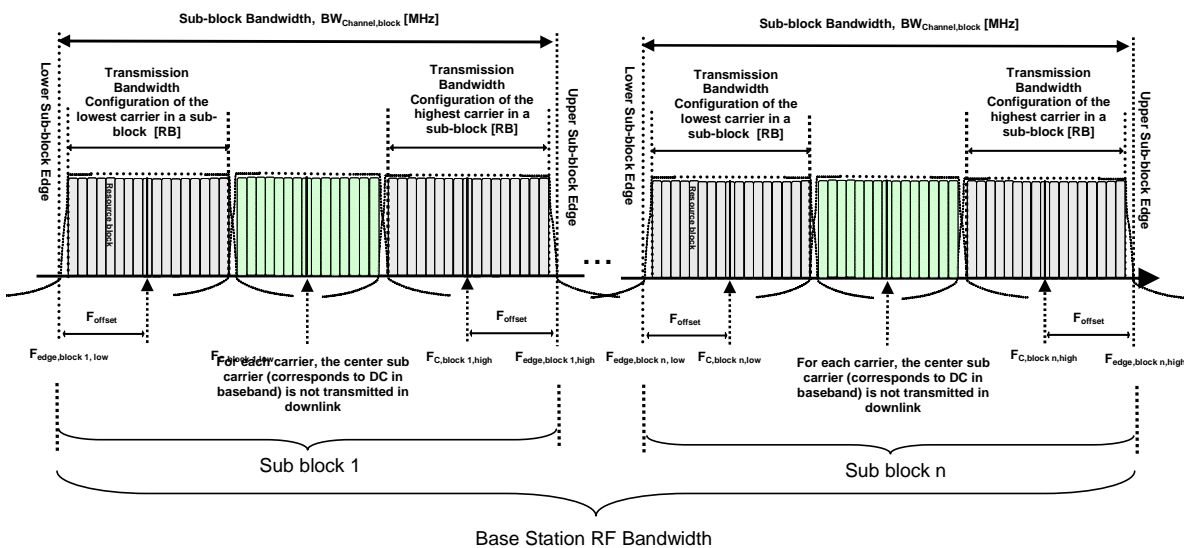 Sub-block Bandwidth, BWChannel,block [MHz]
Lower Sub-block Edge
Transmission
Bandwidth
Configuration of the
lowest carrier in a sub-
block [RB]
Transmission
Bandwidth
Configuration of the
highest carrier in a
sub-block [RB]
Upper Sub-block Edge
Resource block
Foffset
Foffset
Fedge,block 1, low
FC,block 1,low
FC,block 1,high
Fedge,block 1,high
For each carrier, the center sub
carrier (corresponds to DC in
baseband) is not transmitted in
downlink
Sub block 1
...
Sub-block Bandwidth, BWChannel,block [MHz]
Lower Sub-block Edge
Transmission
Bandwidth
Configuration of the
lowest carrier in a
sub-block [RB]
Transmission
Bandwidth
Configuration of the
highest carrier in a
sub-block [RB]
Upper Sub-block Edge
Resource block
Foffset
Foffset
Fedge,block n, low
FC,block n,low
FC,block n,high
Fedge,block n,high
For each carrier, the center sub
carrier (corresponds to DC in
baseband) is not transmitted in
downlink
Sub block n
Base Station RF Bandwidth